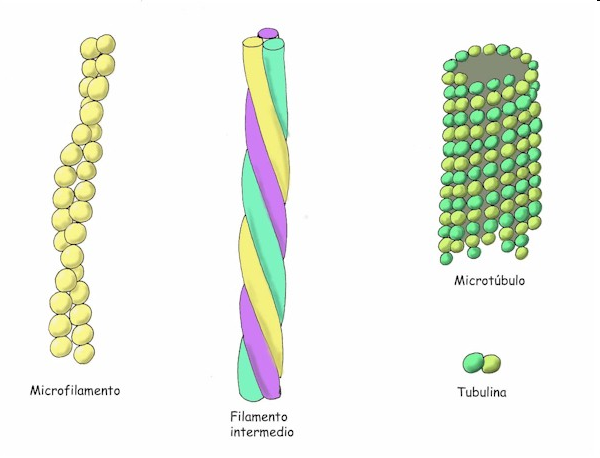 Microfilamento
Filamento
intermedio
Microtúbulo
Tubulina